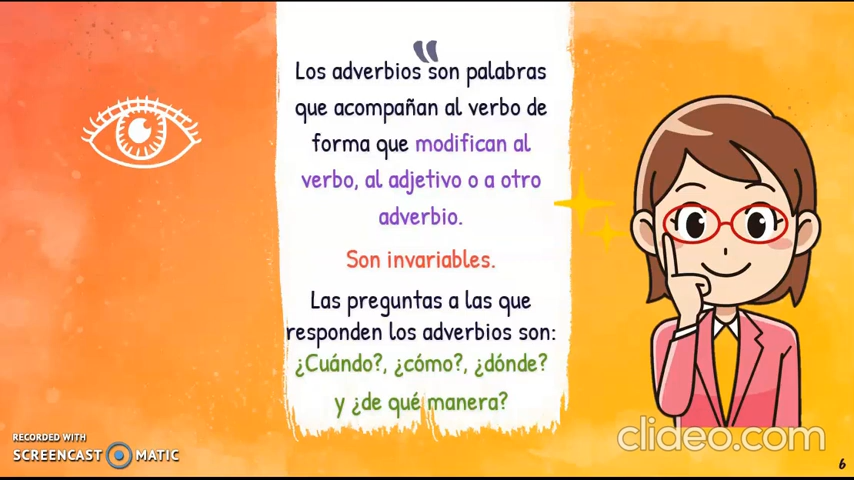 Los adverbios son palabras
que acompañan al verbo de
forma que modifican al
verbo, al adjetivo o a otro
adverbio.
Son invariables.
Las preguntas a las que
responden los adverbios son:
¿Cuándo?, ¿cómo?, ¿dónde?
y ¿de qué manera?
clideo.com
RECORDED WITH
SCREENCAST MATIC
6